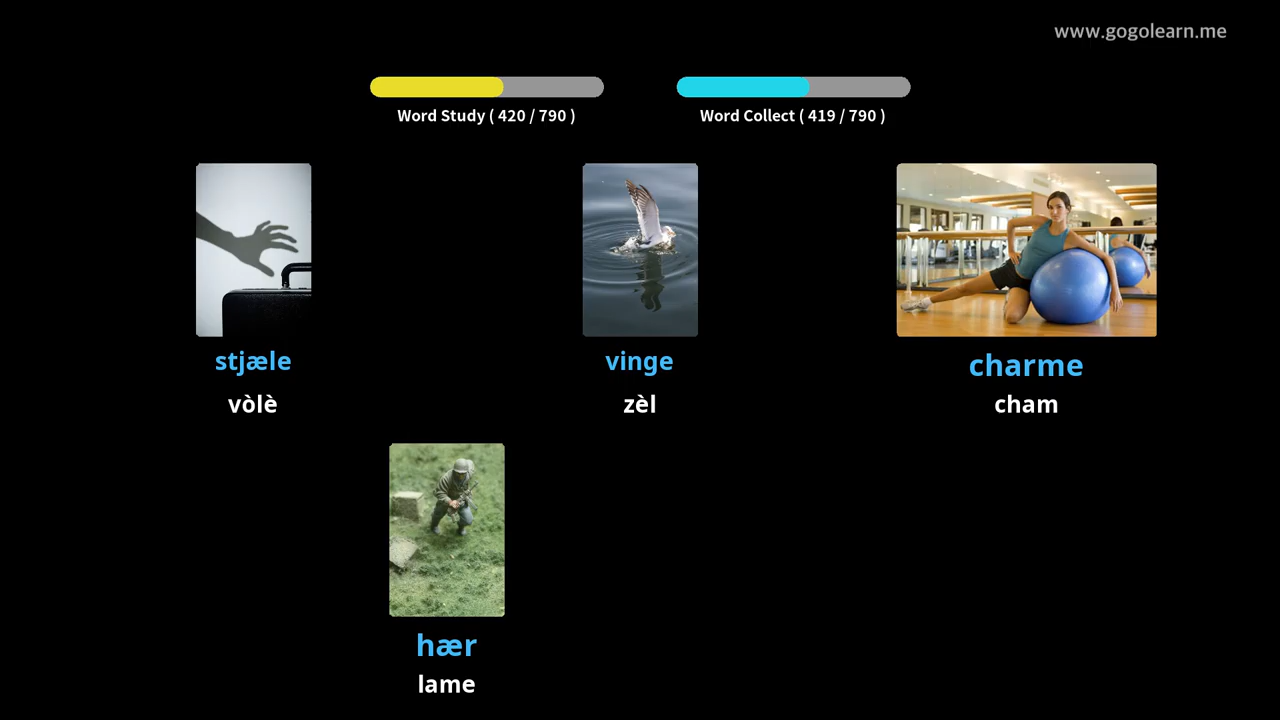 www.gogolearn.me
Word Study ( 420 / 790 )
Word Collect ( 419 / 790 )
stjæle
vòlè
vinge
zèl
charme
cham
hær
lame